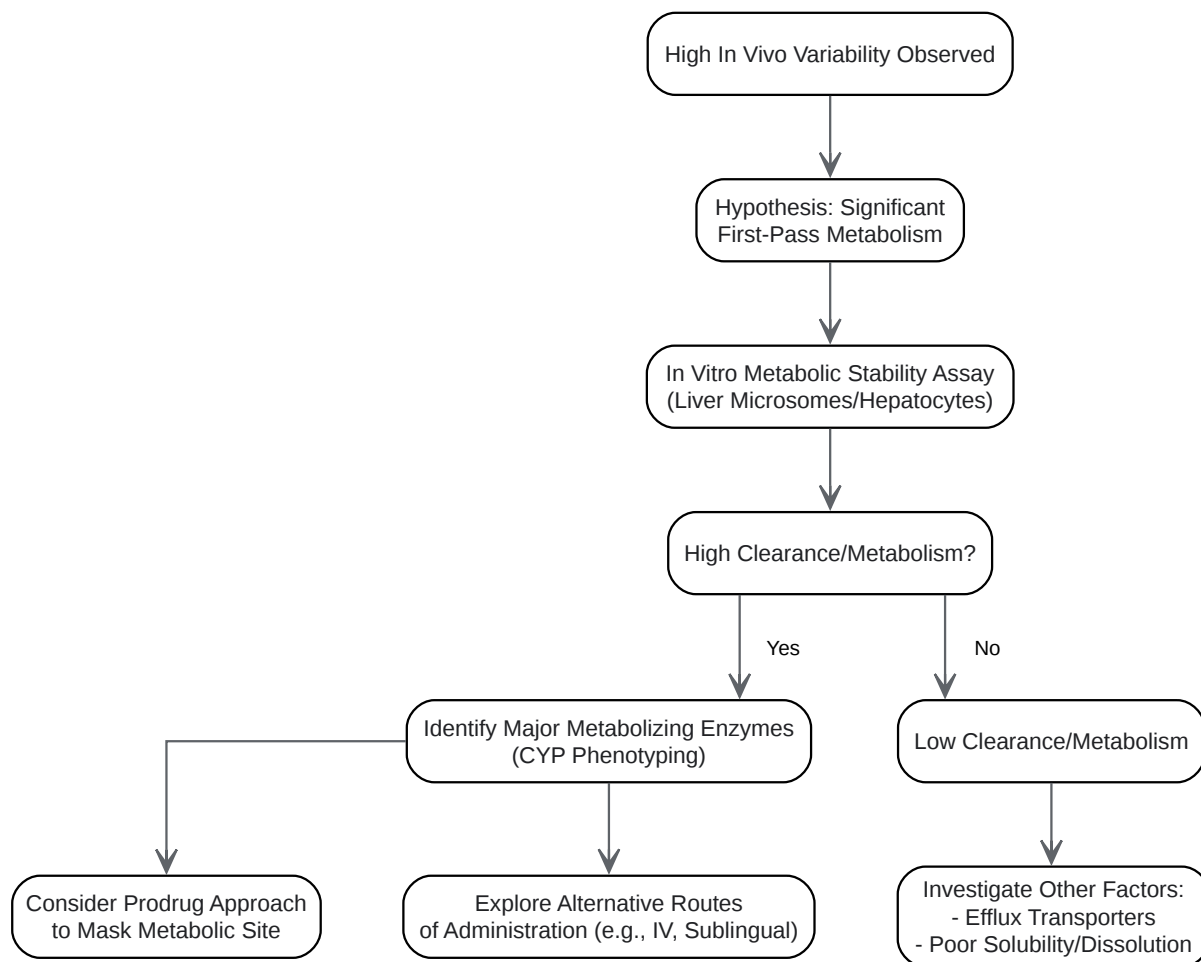 High In Vivo Variability Observed
Hypothesis: Significant
First-Pass Metabolism
In Vitro Metabolic Stability Assay
(Liver Microsomes/Hepatocytes)
High Clearance/Metabolism?
Yes
No
Identify Major Metabolizing Enzymes
(CYP Phenotyping)
Low Clearance/Metabolism
Consider Prodrug Approach
to Mask Metabolic Site
Explore Alternative Routes
of Administration (e.g., IV, Sublingual)
Investigate Other Factors:
- Efflux Transporters
- Poor Solubility/Dissolution